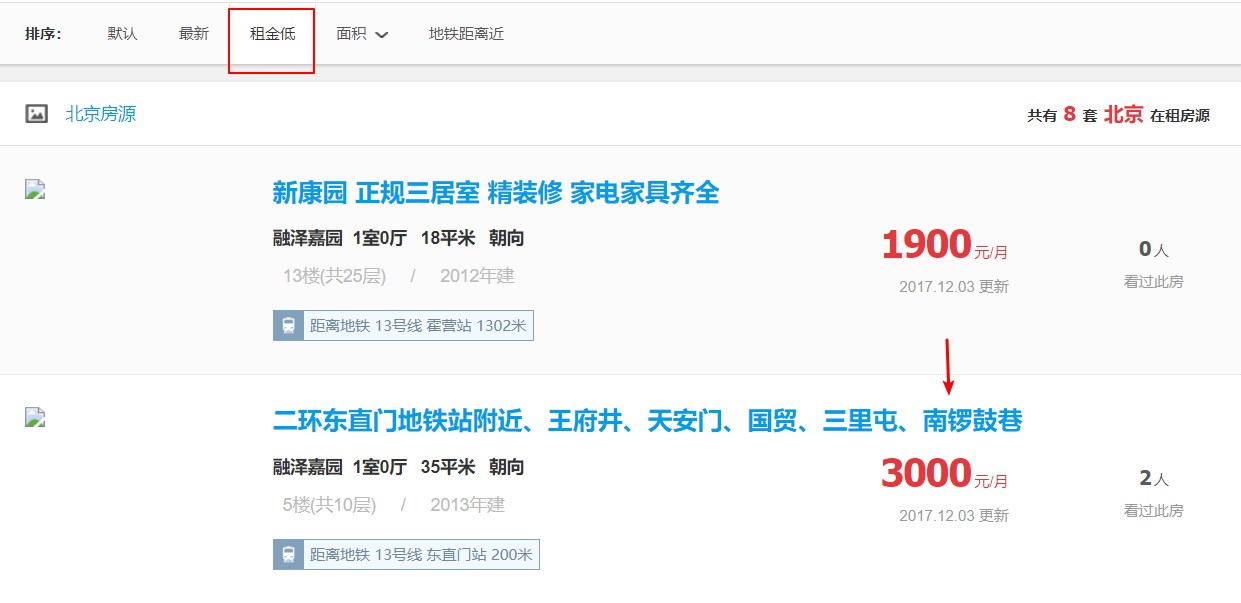 排序： 默认 最新 租金低 面积 地铁距离近
北京房源 共有 8 套 北京 在租房源
新康园 正规三居室 精装修 家电家具齐全
融泽嘉园 1室0厅 18平米 朝向
1900元/月 0人
13楼(共25层) / 2012年建
2017.12.03 更新 看过此房
距离地铁 13号线 霍营站 1302米
二环东直门地铁站附近、王府井、天安门、国贸、三里屯、南锣鼓巷
融泽嘉园 1室0厅 35平米 朝向
3000元/月 2人
5楼(共10层) / 2013年建
2017.12.03 更新 看过此房
距离地铁 13号线 东直门站 200米